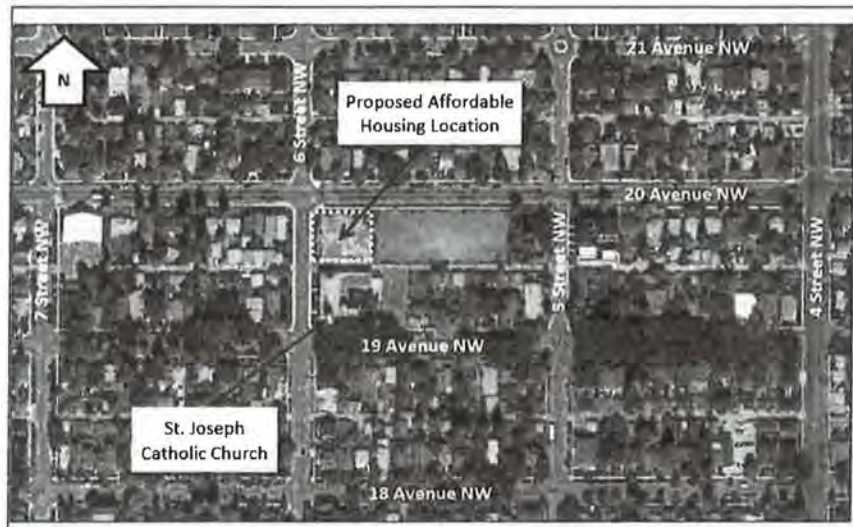 21 Avenue NW
N
Proposed Affordable
Housing Location
6 Street NW
20 Avenue NW
7 Street NW
5 Street NW
4 Street NW
19 Avenue NW
St. Joseph
Catholic Church
18 Avenue NW